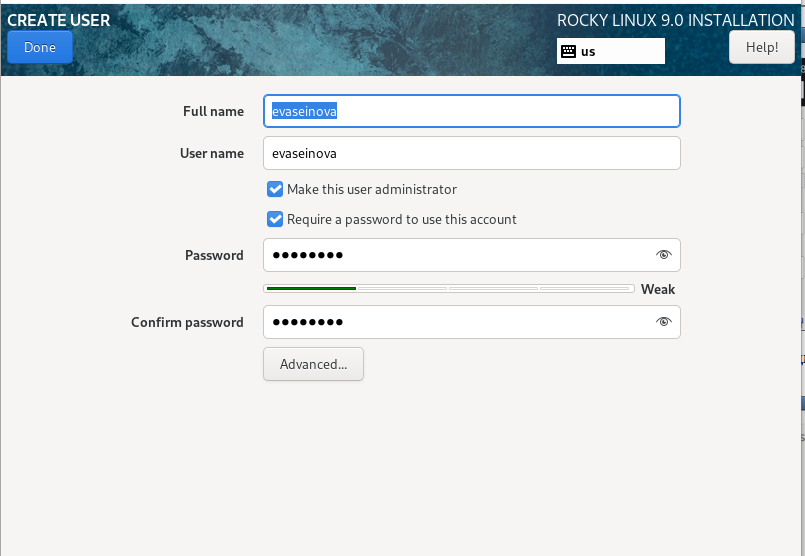 CREATE USER
ROCKY LINUX 9.0 INSTALLATION
Done
us
Help!
Full name
evaseinova
User name
evaseinova
Make this user administrator
Require a password to use this account
Password
●●●●●●●●
Weak
Confirm password
●●●●●●●●
Advanced...